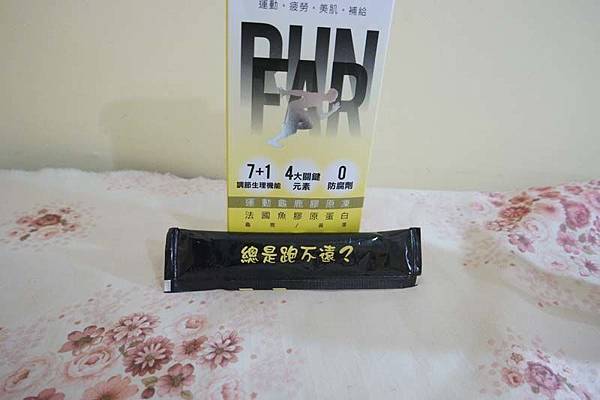 運動・疲勞・美肌・補給
RUN
FAR
7+1
調節生理機能
4大關鍵
元素
0
防腐劑
運動龜鹿膠原凍
法國魚膠原蛋白
總是跑不遠？